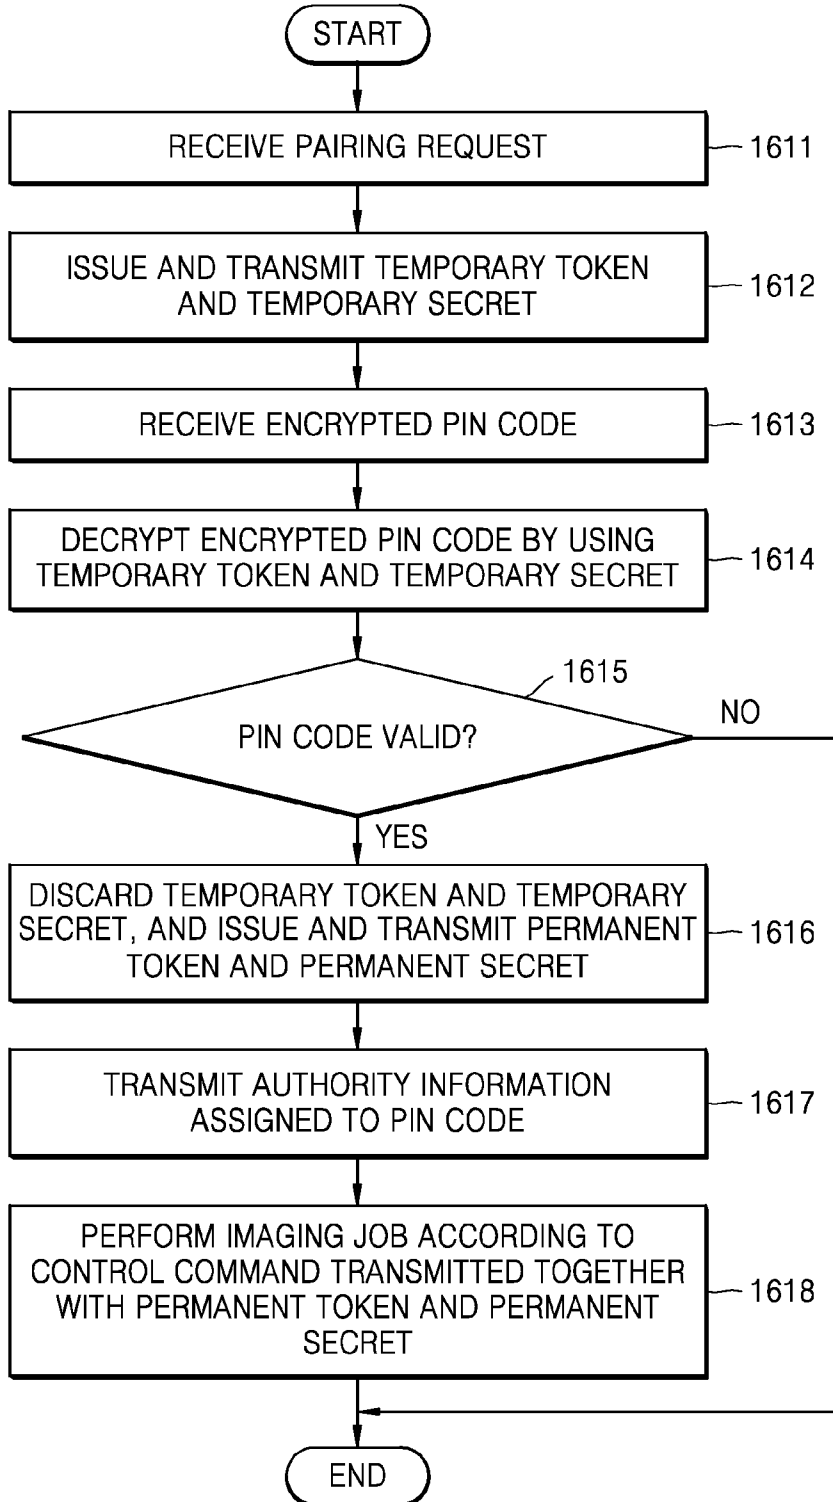 START
RECEIVE PAIRING REQUEST
1611
ISSUE AND TRANSMIT TEMPORARY TOKEN
AND TEMPORARY SECRET
1612
RECEIVE ENCRYPTED PIN CODE
1613
DECRYPT ENCRYPTED PIN CODE BY USING
TEMPORARY TOKEN AND TEMPORARY SECRET
1614
1615
PIN CODE VALID?
NO
YES
DISCARD TEMPORARY TOKEN AND TEMPORARY
SECRET, AND ISSUE AND TRANSMIT PERMANENT
TOKEN AND PERMANENT SECRET
1616
TRANSMIT AUTHORITY INFORMATION
ASSIGNED TO PIN CODE
1617
PERFORM IMAGING JOB ACCORDING TO
CONTROL COMMAND TRANSMITTED TOGETHER
WITH PERMANENT TOKEN AND PERMANENT
SECRET
1618
END